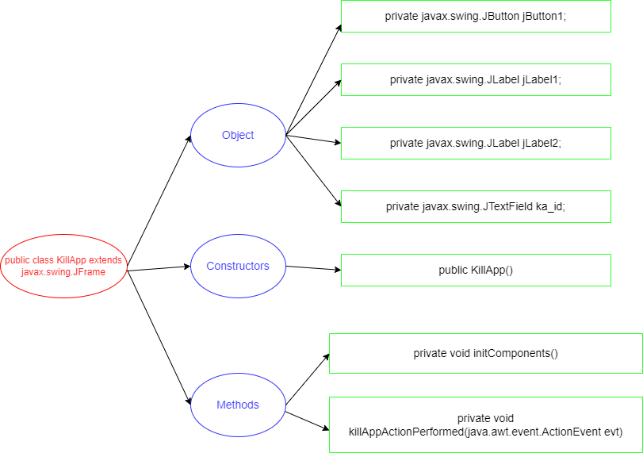 private javax.swing.JButton jButton1;
private javax.swing.JLabel jLabel1;
Object
private javax.swing.JLabel jLabel2;
private javax.swing.JTextField ka_id;
public class KillApp extends
javax.swing.JFrame
Constructors
public KillApp()
private void initComponents()
Methods
private void
killAppActionPerformed(java.awt.event.ActionEvent evt)